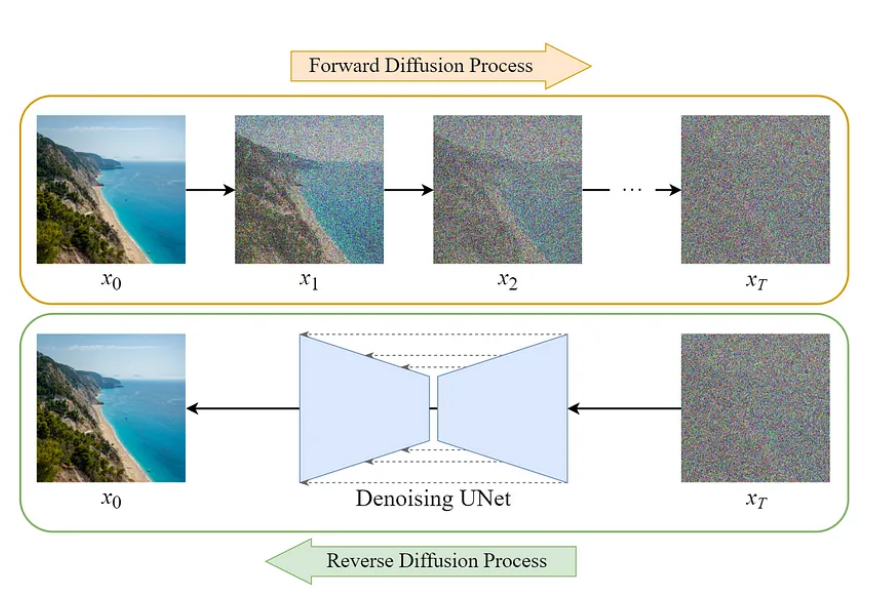 Forward Diffusion Process
...
x0
x1
x2
xT
Denoising UNet
x0
xT
Reverse Diffusion Process